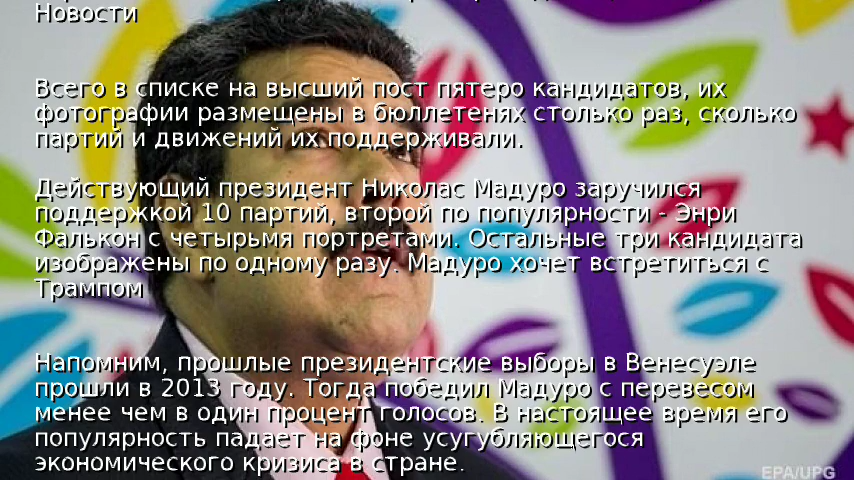 Новости
Всего в списке на высший пост пятеро кандидатов, их
фотографии размещены в бюллетенях столько раз, сколько
партий и движений их поддерживали.
Действующий президент Николас Мадуро заручился
поддержкой 10 партий, второй по популярности - Энри
Фалькон с четырьмя портретами. Остальные три кандидата
изображены по одному разу. Мадуро хочет встретиться с
Трампом
Напомним, прошлые президентские выборы в Венесуэле
прошли в 2013 году. Тогда победил Мадуро с перевесом
менее чем в один процент голосов. В настоящее время его
популярность падает на фоне усугубляющегося
экономического кризиса в стране.
EPA/UPG